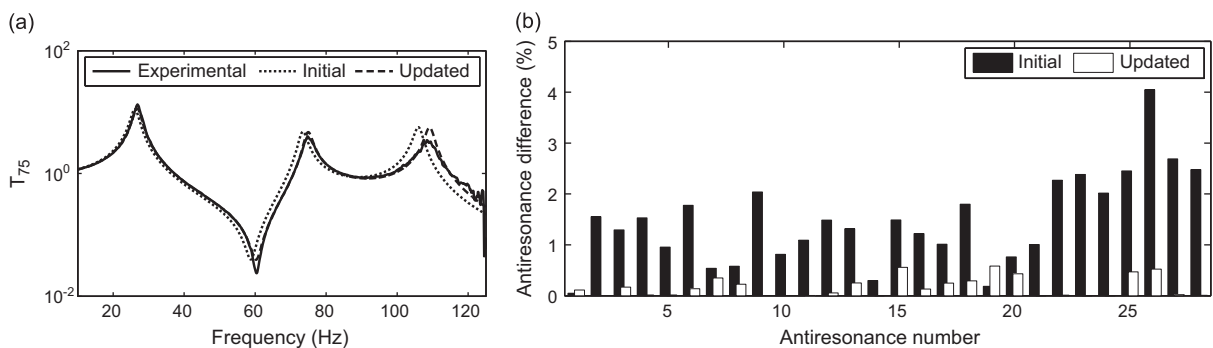 (a)
10²
10⁰
10⁻²
T₇₅
Experimental Initial Updated
20 40 60 80 100 120
Frequency (Hz)
(b)
5
4
3
2
1
0
Antiresonance difference (%)
Initial Updated
5 10 15 20 25
Antiresonance number